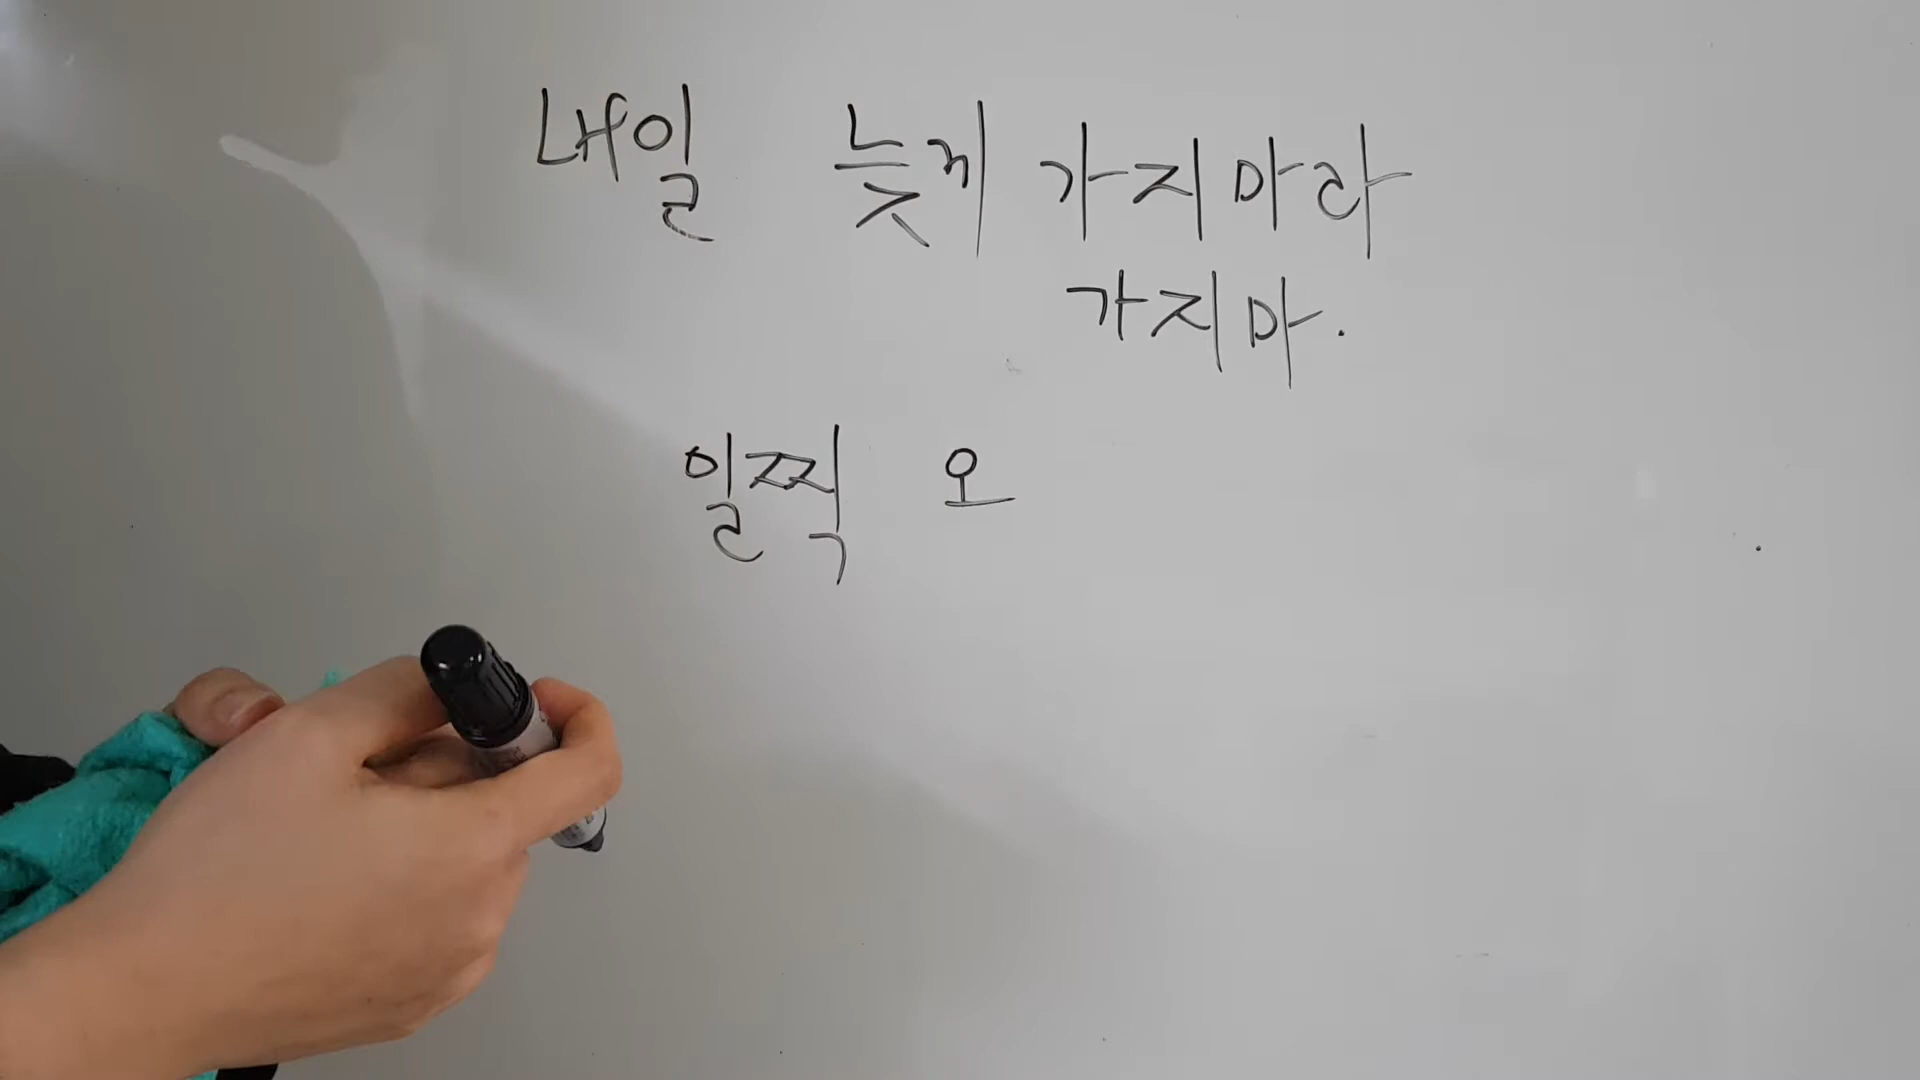 내일 늦게 가지마라
가지마.
일찍 오